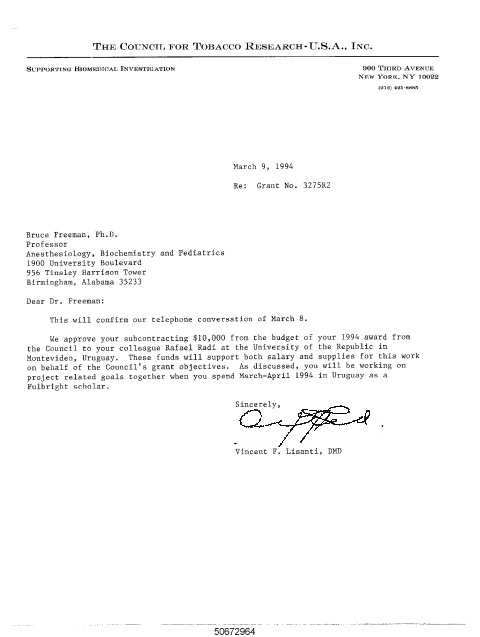 THE COUNCIL FOR TOBACCO RESEARCH-U.S.A., INC.
SUPPORTING BIOMEDICAL INVESTIGATION
900 THIRD AVENUE
NEW YORK, NY 10022
March 9, 1994
Re: Grant No. 3275R2
Bruce Freeman, Ph.D.
Professor
Anesthesiology, Biochemistry and Pediatrics
1900 University Boulevard
956 Tinsley Harrison Tower
Birmingham, Alabama 35233
Dear Dr. Freeman:
This will confirm our telephone conversation of March 8.
We approve your subcontracting $10,000 from the budget of your 1994 award from
the Council to your colleague Rafael Radi at the University of the Republic in
Montevideo, Uruguay. These funds will support both salary and supplies for this work
on behalf of the Council's grant objectives. As discussed, you will be working on
project related goals together when you spend March-April 1994 in Uruguay as a
Fulbright scholar.
Sincerely,
Vincent F. Lisanti, DMD
50672964